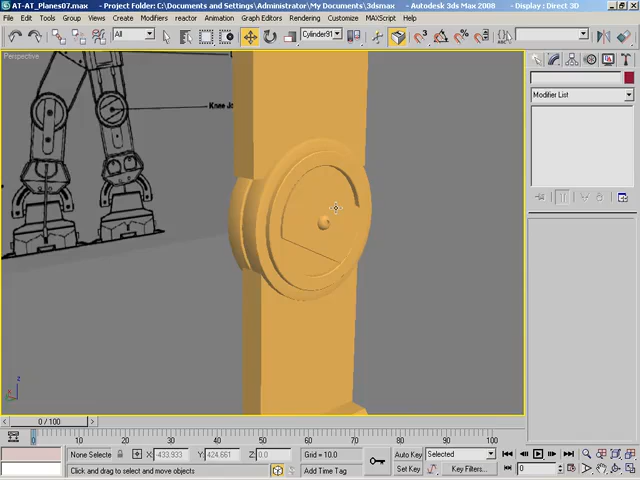 AT-AT_Planes07.max - Project Folder: C:\Documents and Settings\Administrator\My Documents\3dsmax - Autodesk 3ds Max 2008 - Display : Direct 3D
File Edit Tools Group Views Create Modifiers reactor Animation Graph Editors Rendering Customize MAXScript Help
All Cylinder91
Perspective
Knee Jo
Modifier List
0 / 100
0 10 20 30 40 50 60 70 80 90 100
None Selecte X: -433.933 Y: 424.661 Z: 0.0 Grid = 10.0 Auto Key Selected
Click and drag to select and move objects Add Time Tag Set Key Key Filters... 0